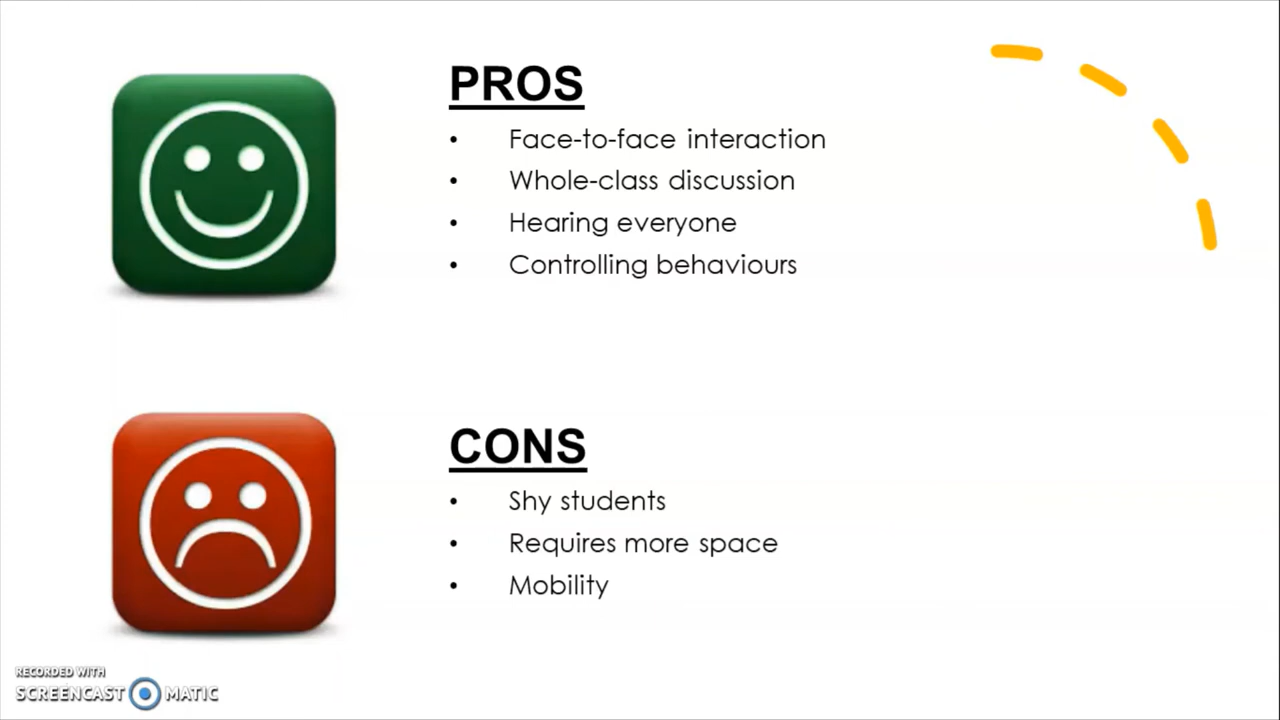 PROS
• Face-to-face interaction
• Whole-class discussion
• Hearing everyone
• Controlling behaviours
CONS
• Shy students
• Requires more space
• Mobility
RECORDED WITH
SCREENCAST MATIC